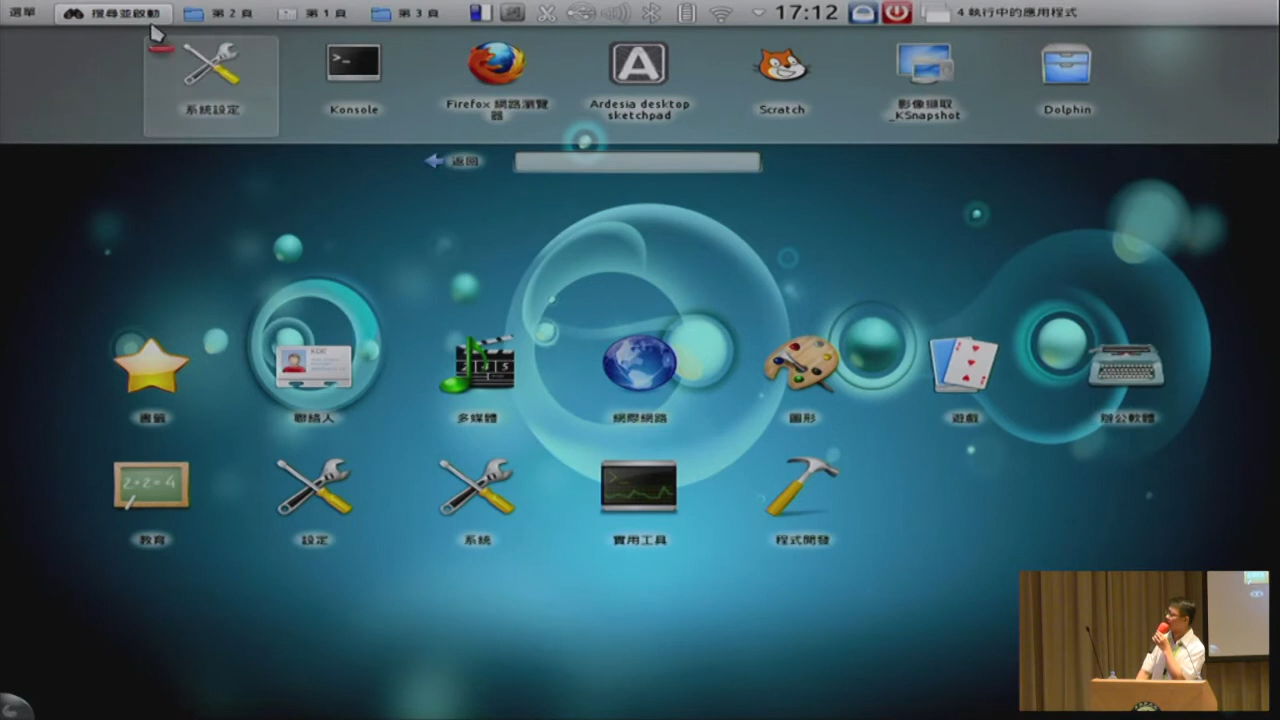 選單 搜尋並啟動 第 2 頁 第 1 頁 第 3 頁 17:12 4 執行中的應用程式
系統設定
Konsole
Firefox 網路瀏覽
器
Ardesia desktop
sketchpad
Scratch
影像擷取
_KSnapshot
Dolphin
返回
書籤
聯絡人
多媒體
網際網路
圖形
遊戲
辦公軟體
2+2=4
教育
設定
系統
實用工具
程式開發